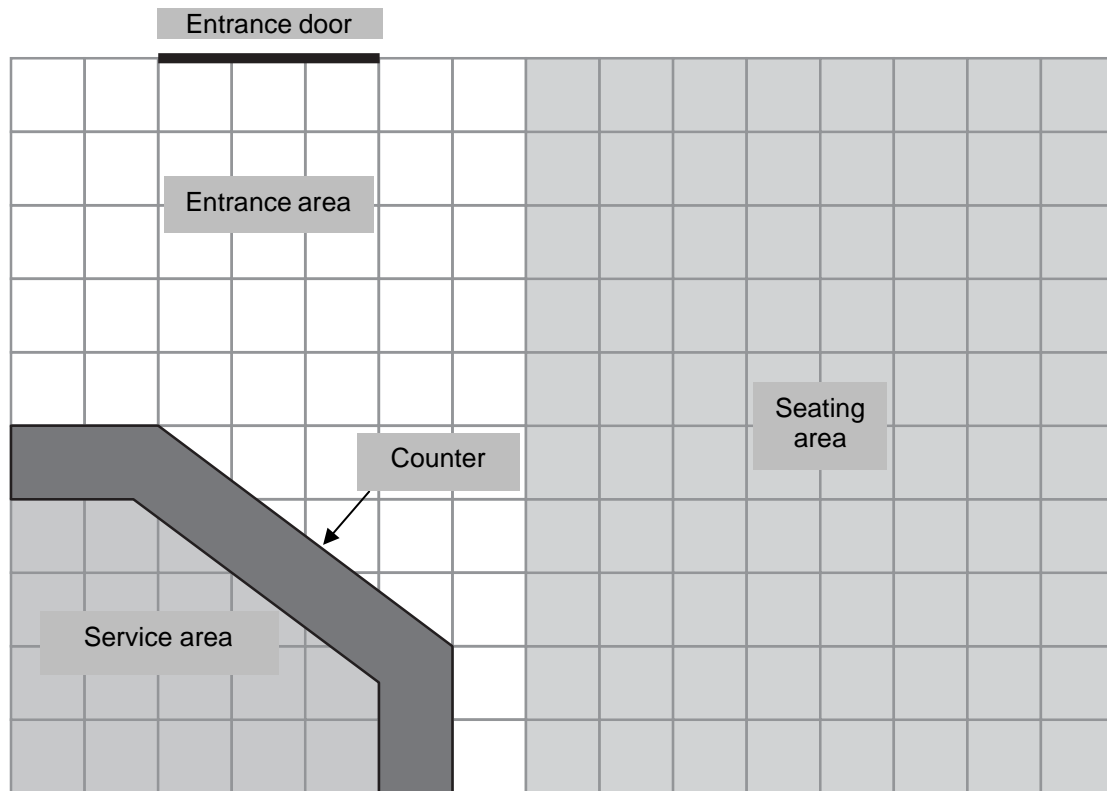 Entrance door
Entrance area
Seating
area
Counter
Service area